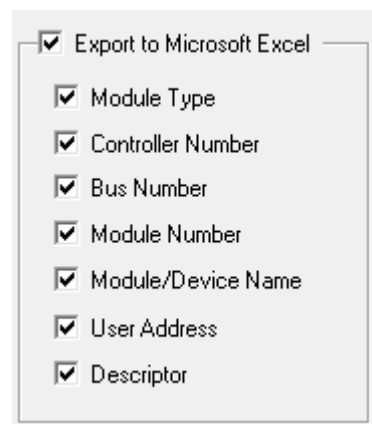 Export to Microsoft Excel
Module Type
Controller Number
Bus Number
Module Number
Module/Device Name
User Address
Descriptor